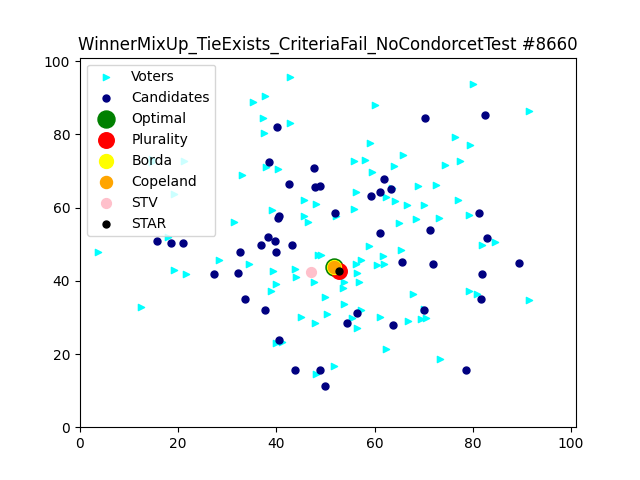 WinnerMixUp_TieExists_CriteriaFail_NoCondorcetTest #8660
100
80
60
40
20
0
Voters
Candidates
Optimal
Plurality
Borda
Copeland
STV
STAR
0 20 40 60 80 100